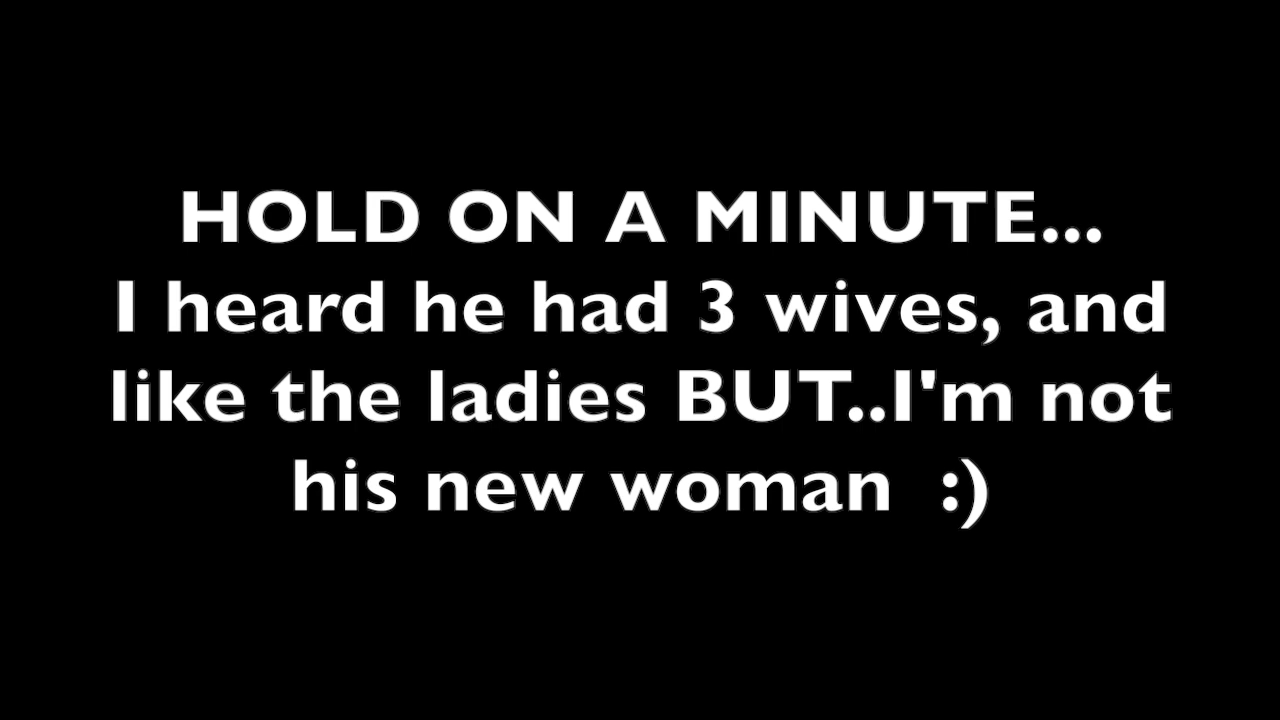 HOLD ON A MINUTE...
I heard he had 3 wives, and
like the ladies BUT..I'm not
his new woman  :)